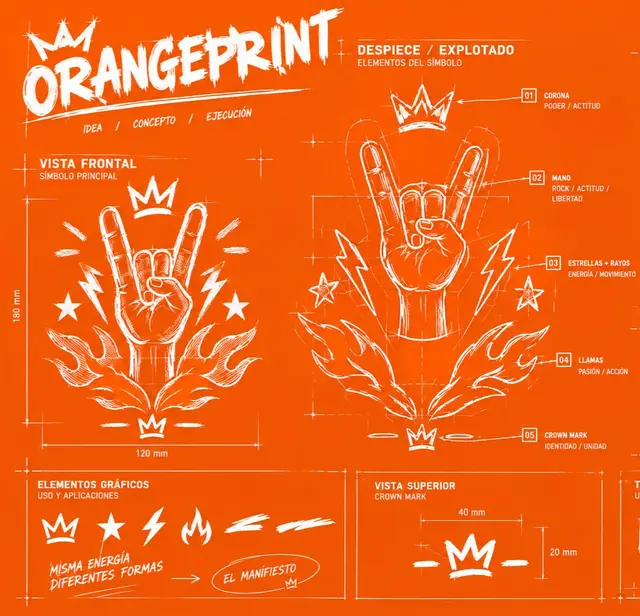 ORANGEPRINT
IDEA / CONCEPTO / EJECUCIÓN
VISTA FRONTAL
SÍMBOLO PRINCIPAL
180 mm
120 mm
DESPIECE / EXPLOTADO
ELEMENTOS DEL SÍMBOLO
01 CORONA
PODER / ACTITUD
02 MANO
ROCK / ACTITUD /
LIBERTAD
03 ESTRELLAS + RAYOS
ENERGÍA / MOVIMIENTO
04 LLAMAS
PASIÓN / ACCIÓN
05 CROWN MARK
IDENTIDAD / UNIDAD
ELEMENTOS GRÁFICOS
USO Y APLICACIONES
MISMA ENERGÍA
DIFERENTES FORMAS
EL MANIFIESTO
VISTA SUPERIOR
CROWN MARK
40 mm
20 mm